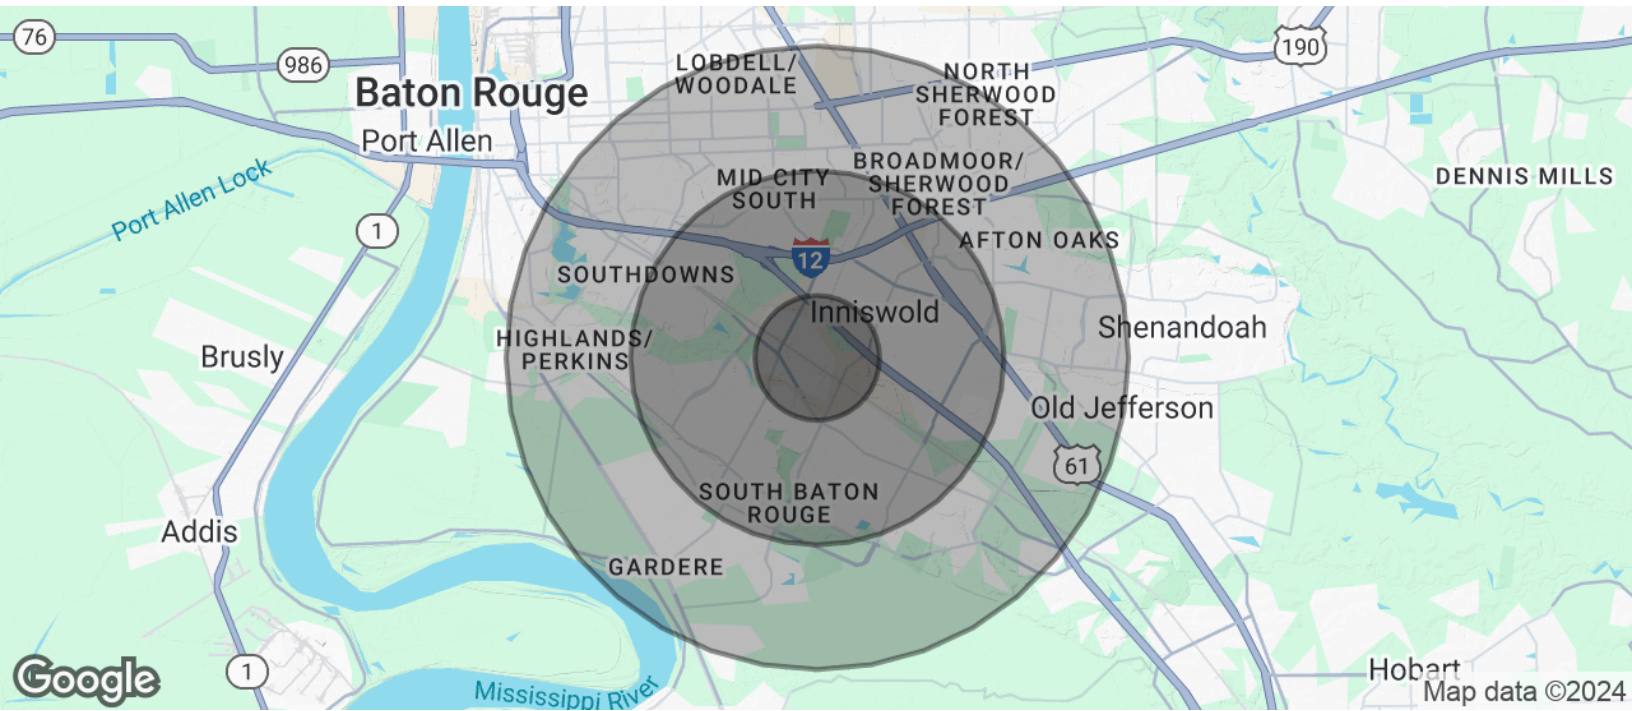 76
986
190
LOBDELL/
WOODALE
NORTH
SHERWOOD
FOREST
Baton Rouge
Port Allen
Port Allen Lock
MID CITY
SOUTH
BROADMOOR/
SHERWOOD
FOREST
DENNIS MILLS
1
AFTON OAKS
12
SOUTHDOWNS
Inniswold
Shenandoah
HIGHLANDS/
PERKINS
Brusly
Old Jefferson
61
SOUTH BATON
ROUGE
Addis
GARDERE
1
Hobart
Google
Mississippi River
Map data ©2024